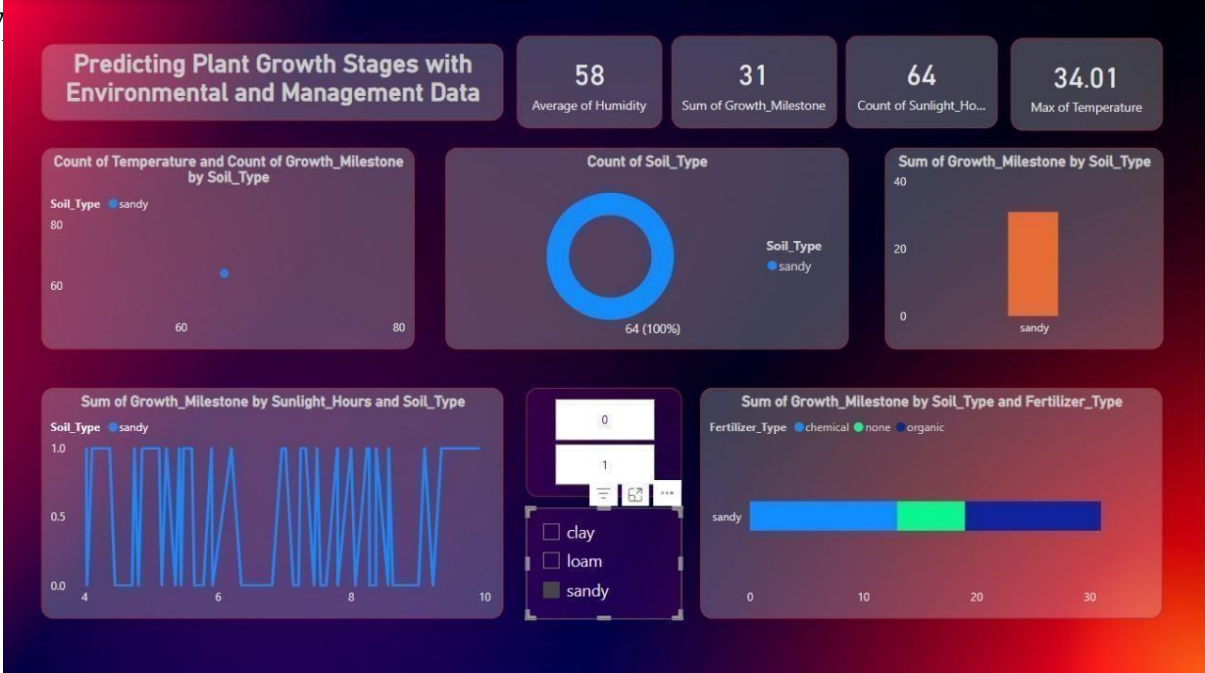 Predicting Plant Growth Stages with
Environmental and Management Data
58
Average of Humidity
31
Sum of Growth_Milestone
64
Count of Sunlight_Ho...
34.01
Max of Temperature
Count of Temperature and Count of Growth_Milestone
by Soil_Type
Soil_Type sandy
80
60
60 80
Count of Soil_Type
Soil_Type
sandy
64 (100%)
Sum of Growth_Milestone by Soil_Type
40
20
0
sandy
Sum of Growth_Milestone by Sunlight_Hours and Soil_Type
Soil_Type sandy
1.0
0.5
0.0
4 6 8 10
0
1
clay
loam
sandy
Sum of Growth_Milestone by Soil_Type and Fertilizer_Type
Fertilizer_Type chemical none organic
sandy
0 10 20 30